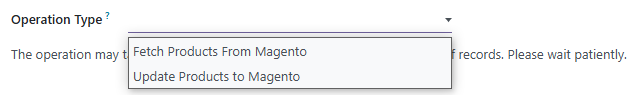 Operation Type ?
Fetch Products From Magento
The operation may t f records. Please wait patiently.
Update Products to Magento